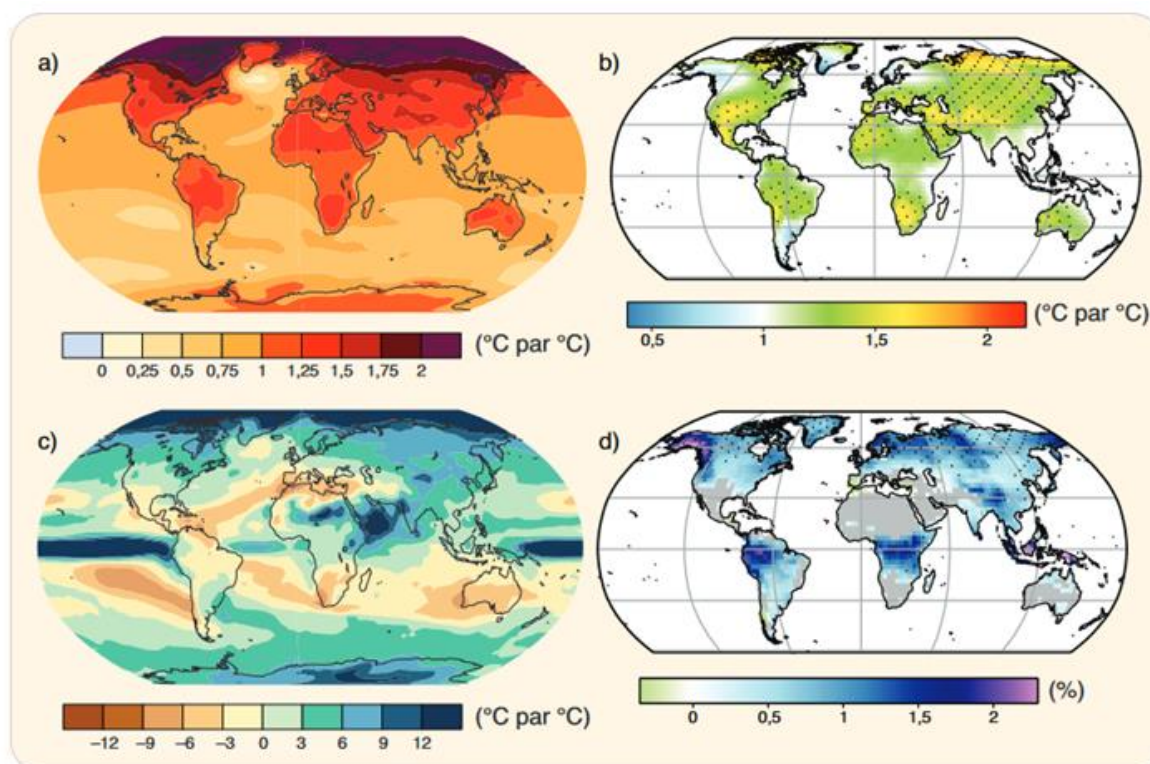 a)
b)
(°C par °C)
0 0,25 0,5 0,75 1 1,25 1,5 1,75 2
(°C par °C)
0,5 1 1,5 2
c)
d)
(°C par °C)
−12 −9 −6 −3 0 3 6 9 12
(%)
0 0,5 1 1,5 2